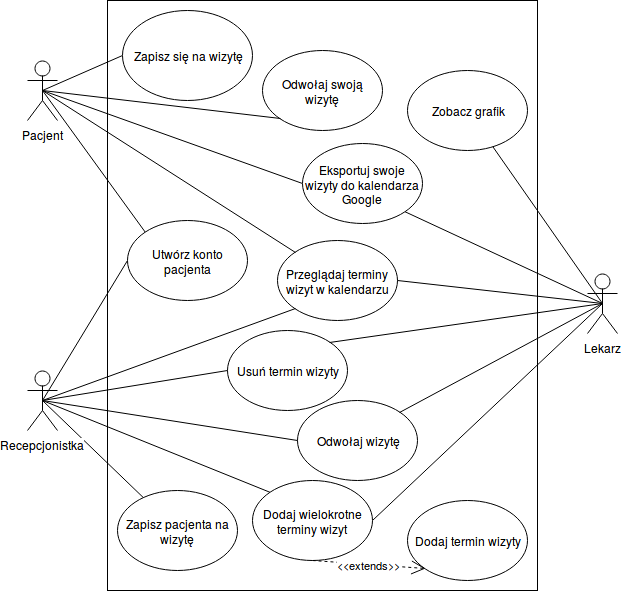 Zapisz się na wizytę
Odwołaj swoją
wizytę
Zobacz grafik
Pacjent
Eksportuj swoje
wizyty do kalendarza
Google
Utwórz konto
pacjenta
Przeglądaj terminy
wizyt w kalendarzu
Lekarz
Usuń termin wizyty
Recepcjonistka
Odwołaj wizytę
Zapisz pacjenta na
wizytę
Dodaj wielokrotne
terminy wizyt
Dodaj termin wizyty
<<extends>>